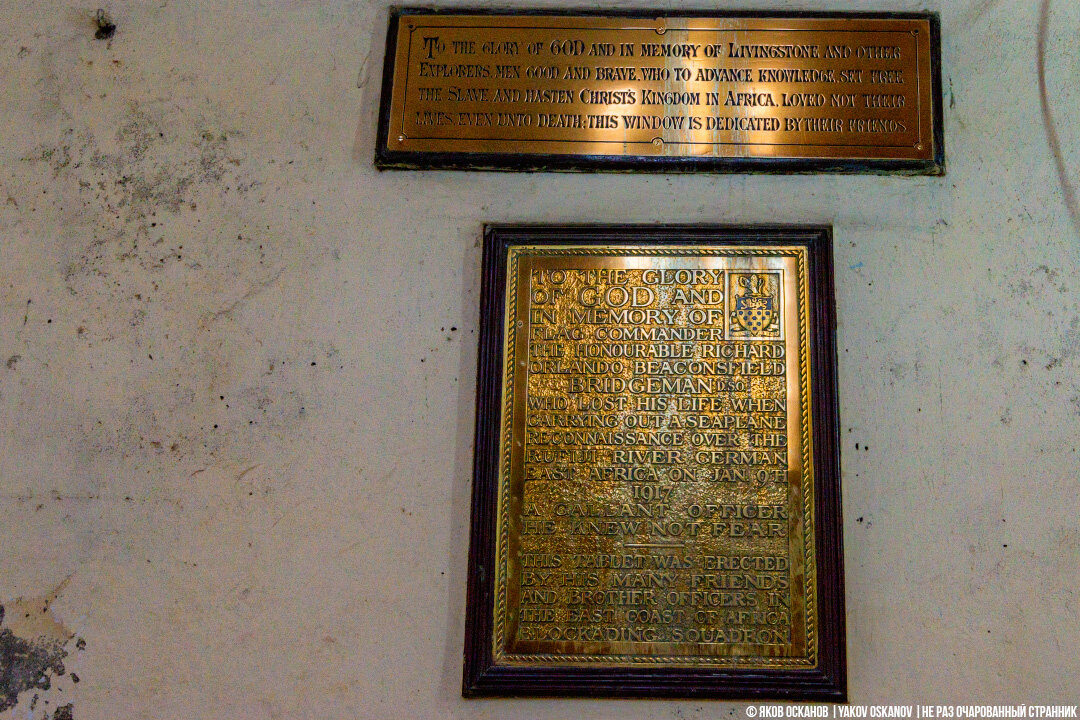 TO THE GLORY OF GOD AND IN MEMORY OF LIVINGSTONE AND OTHER
EXPLORERS, MEN GOOD AND BRAVE, WHO TO ADVANCE KNOWLEDGE, SET FREE
THE SLAVE AND HASTEN CHRIST'S KINGDOM IN AFRICA, LOVED NOT THEIR
LIVES, EVEN UNTO DEATH: THIS WINDOW IS DEDICATED BY THEIR FRIENDS
TO THE GLORY
OF GOD AND
IN MEMORY OF
FLAG COMMANDER
THE HONOURABLE RICHARD
ORLANDO BEACONSFIELD
BRIDGEMAN D.S.O.
WHO LOST HIS LIFE WHEN
CARRYING OUT A SEAPLANE
RECONNAISSANCE OVER THE
RUFIJI RIVER GERMAN
EAST AFRICA ON JAN. 9TH
1917
A GALLANT OFFICER
HE KNEW NOT FEAR
THIS TABLET WAS ERECTED
BY HIS MANY FRIENDS
AND BROTHER OFFICERS IN
THE EAST COAST OF AFRICA
BLOCKADING SQUADRON
© ЯКОВ ОСКАНОВ | YAKOV OSKANOV | НЕ РАЗ ОЧАРОВАННЫЙ СТРАННИК